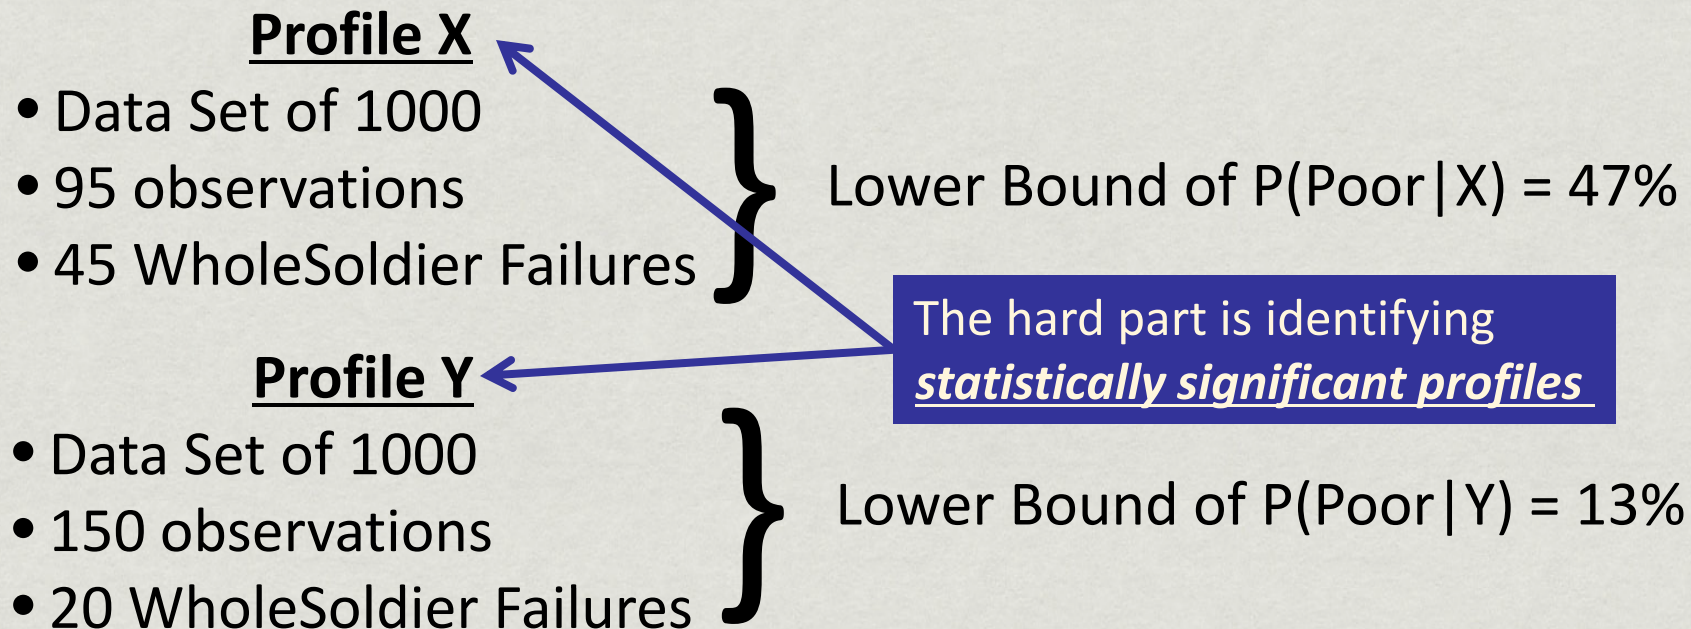 Profile X
• Data Set of 1000
• 95 observations
• 45 WholeSoldier Failures
Lower Bound of P(Poor|X) = 47%
The hard part is identifying
statistically significant profiles
Profile Y
• Data Set of 1000
• 150 observations
• 20 WholeSoldier Failures
Lower Bound of P(Poor|Y) = 13%